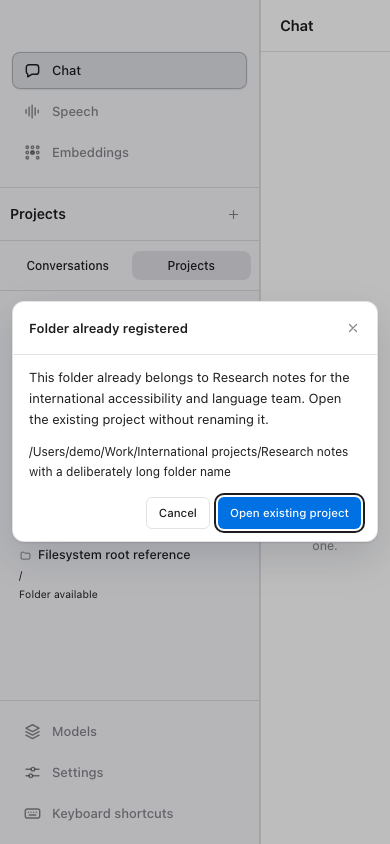 Chat
Chat
Speech
Embeddings
Projects
Conversations
Projects
Folder already registered
This folder already belongs to Research notes for the
international accessibility and language team. Open
the existing project without renaming it.
/Users/demo/Work/International projects/Research notes
with a deliberately long folder name
Cancel
Open existing project
one.
Filesystem root reference
/
Folder available
Models
Settings
Keyboard shortcuts